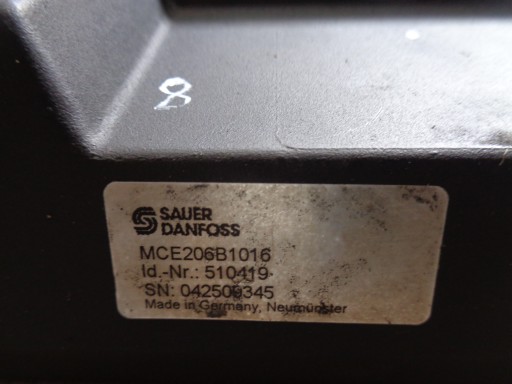 8
SAUER
DANFOSS
MCE206B1016
Id.-Nr.: 510419
SN: 042509345
Made in Germany, Neumünster